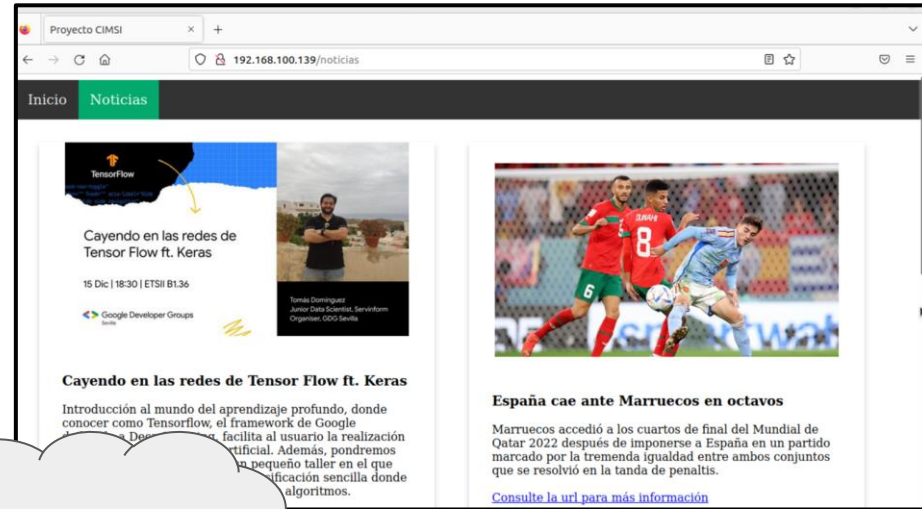 Proyecto CIMSI
192.168.100.139/noticias
Inicio Noticias
TensorFlow
Cayendo en las redes de
Tensor Flow ft. Keras
15 Dic | 18:30 | ETSII B1.36
Google Developer Groups
Sevilla
Tomás Domínguez
Junior Data Scientist, Servinform
Organiser, GDG Sevilla
Cayendo en las redes de Tensor Flow ft. Keras
Introducción al mundo del aprendizaje profundo, donde
conocer como Tensorflow, el framework de Google
facilita al usuario la realización
Además, pondremos
pequeño taller en el que
sencilla donde
algoritmos.
OUNAHI
8
6
España cae ante Marruecos en octavos
Marruecos accedió a los cuartos de final del Mundial de
Qatar 2022 después de imponerse a España en un partido
marcado por la tremenda igualdad entre ambos conjuntos
que se resolvió en la tanda de penaltis.
Consulte la url para más información